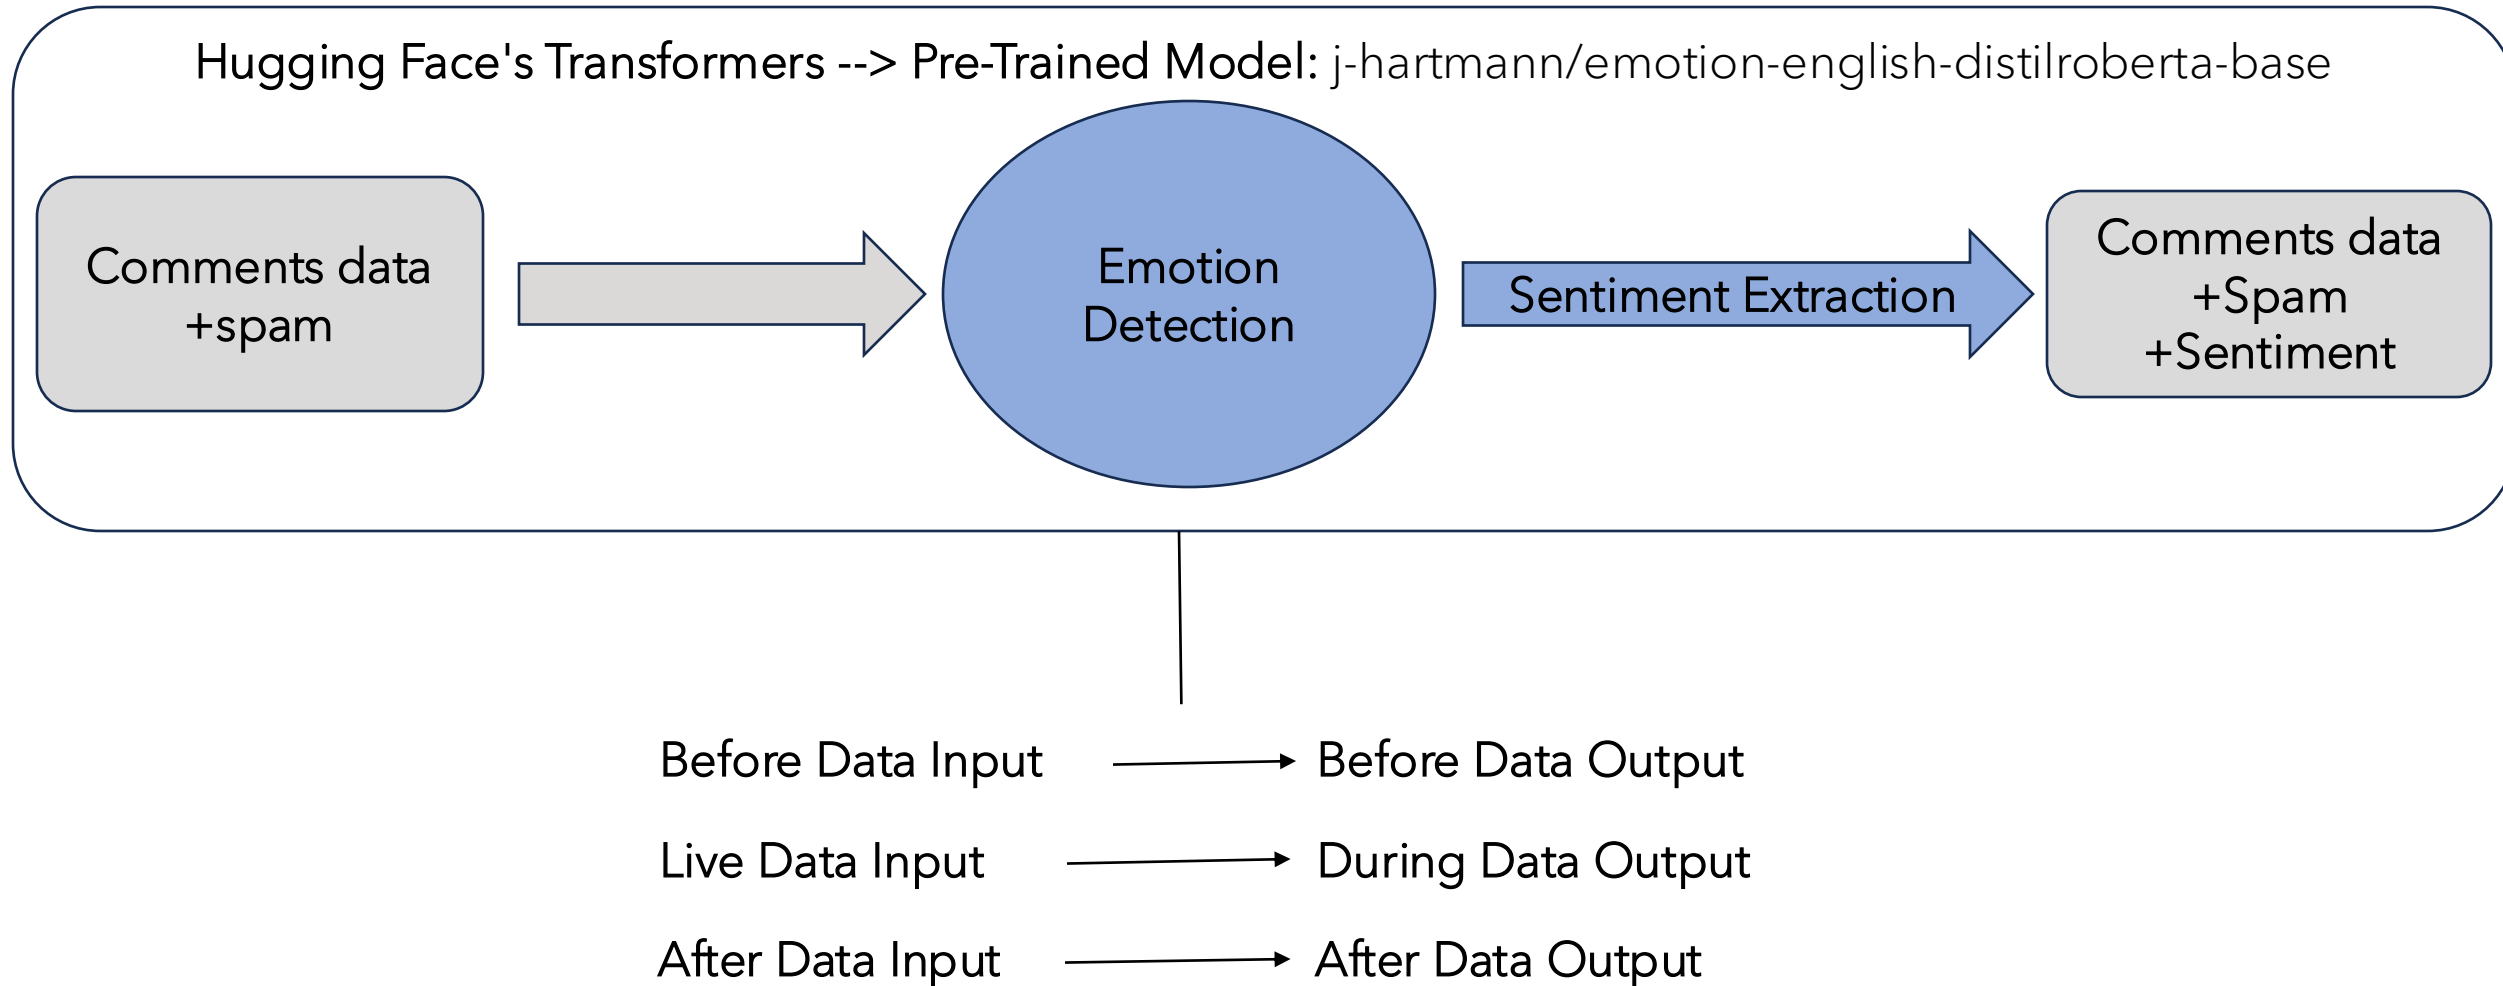 Hugging Face's Transformers --> Pre-Trained Model: j-hartmann/emotion-english-distilroberta-base
Comments data
+spam
Emotion
Detection
Sentiment Extraction
Comments data
+Spam
+Sentiment
Before Data Input
Before Data Output
Live Data Input
During Data Output
After Data Input
After Data Output